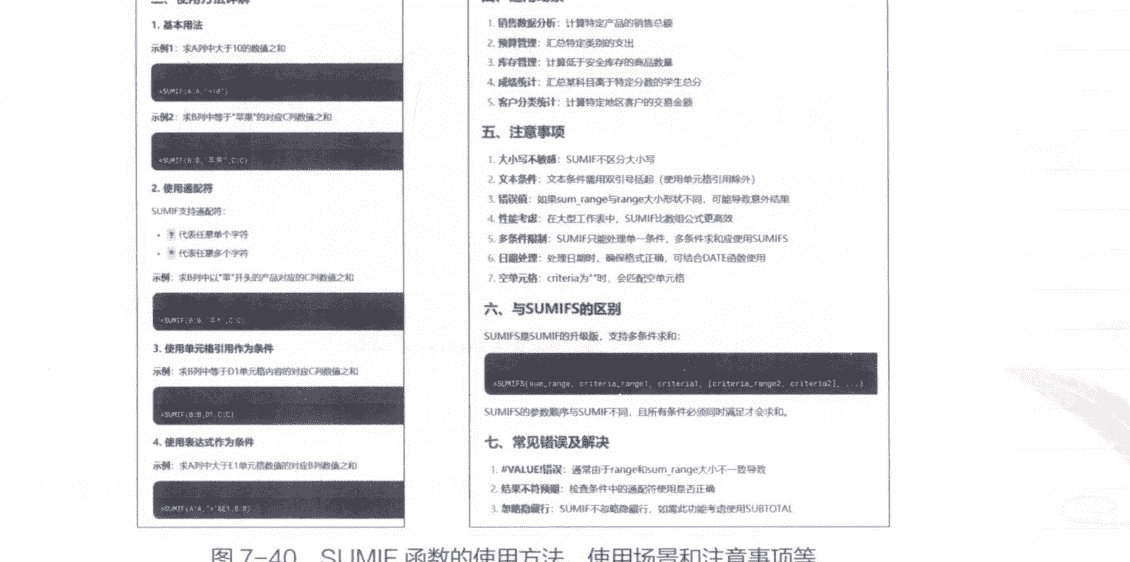 1. 基本用法
示例1：求A列中大于10的数值之和
=SUMIF(A:A,">10")
示例2：求B列中等于"苹果"的对应C列数值之和
=SUMIF(B:B,"苹果",C:C)
2. 使用通配符
SUMIF支持通配符：
• ? 代表任意单个字符
• * 代表任意多个字符
示例：求B列中以"苹"开头的产品对应的C列数值之和
=SUMIF(B:B,"苹*",C:C)
3. 使用单元格引用作为条件
示例：求B列中等于D1单元格内容的对应C列数值之和
=SUMIF(B:B,D1,C:C)
4. 使用表达式作为条件
示例：求A列中大于E1单元格数值的对应B列数值之和
=SUMIF(A:A,">"&E1,B:B)
1. 销售数据分析：计算特定产品的销售总额
2. 预算管理：汇总特定类别的支出
3. 库存管理：计算低于安全库存的商品数量
4. 成绩统计：汇总某科目高于特定分数的学生总分
5. 客户分类统计：计算特定地区客户的交易金额
五、注意事项
1. 大小写不敏感：SUMIF不区分大小写
2. 文本条件：文本条件需用双引号括起（使用单元格引用除外）
3. 错误值：如果sum_range与range大小形状不同，可能导致意外结果
4. 性能考虑：在大型工作表中，SUMIF比数组公式更高效
5. 多条件限制：SUMIF只能处理单一条件，多条件求和应使用SUMIFS
6. 日期处理：处理日期时，确保格式正确，可结合DATE函数使用
7. 空单元格：criteria为""时，会匹配空单元格
六、与SUMIFS的区别
SUMIFS是SUMIF的升级版，支持多条件求和：
=SUMIFS(sum_range, criteria_range1, criteria1, [criteria_range2, criteria2], ...)
SUMIFS的参数顺序与SUMIF不同，且所有条件必须同时满足才会求和。
七、常见错误及解决
1. #VALUE!错误：通常由于range和sum_range大小不一致导致
2. 结果不符预期：检查条件中的通配符使用是否正确
3. 忽略隐藏行：SUMIF不忽略隐藏行，如需此功能考虑使用SUBTOTAL
图 7-40 SUMIF 函数的使用方法、使用场景和注意事项等